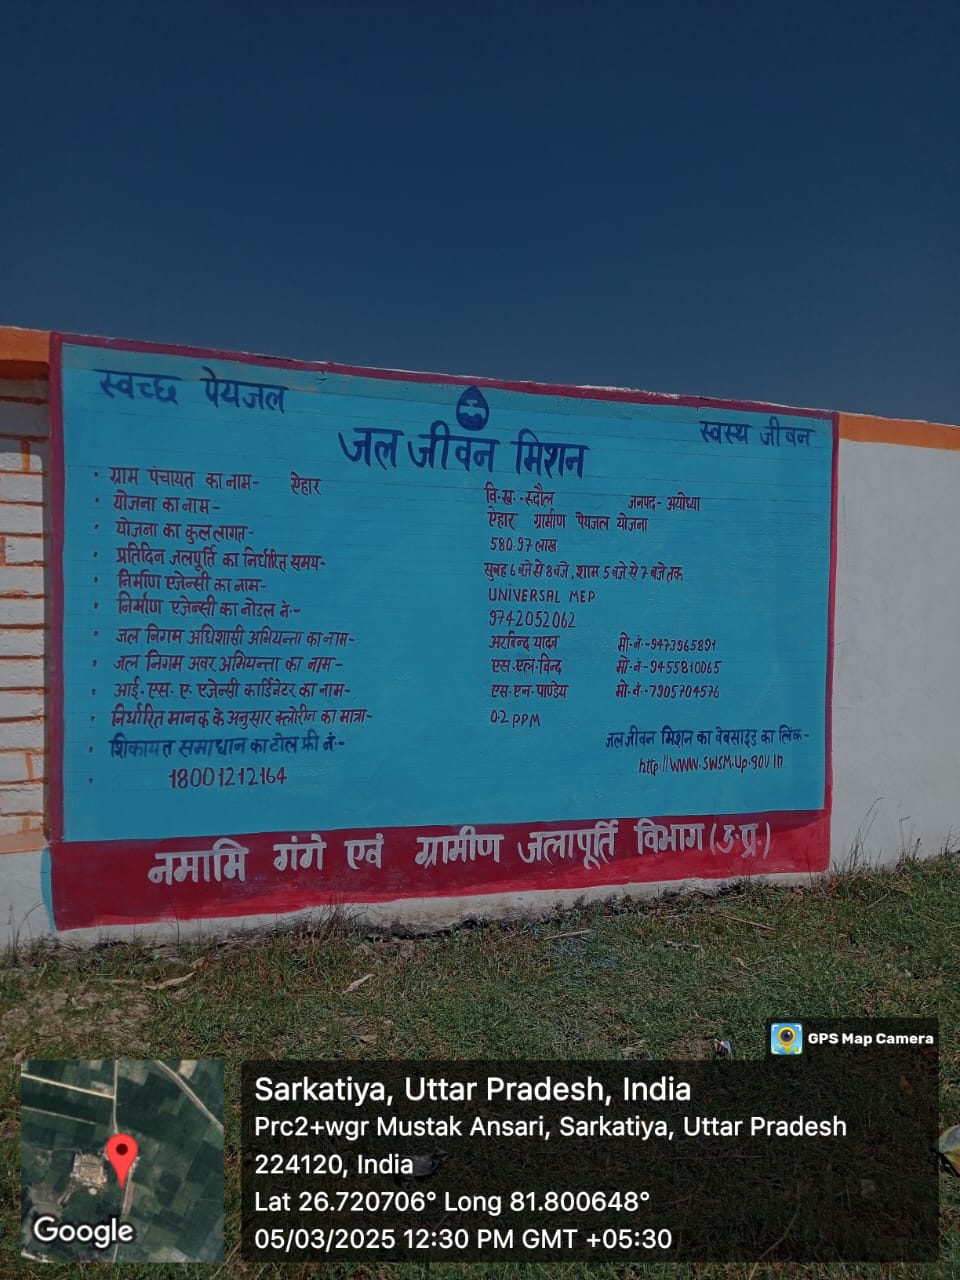 स्वच्छ पेयजल
स्वस्थ जीवन
जल जीवन मिशन
• ग्राम पंचायत का नाम- ऐहार वि.ख.-रुदौल जनपद- अयोध्या
• योजना का नाम- ऐहार ग्रामीण पेयजल योजना
• योजना का कुल लागत- 580.97 लाख
• प्रतिदिन जलपूर्ति का निर्धारित समय- सुबह 6 बजे से 8 बजे, शाम 5 बजे से 7 बजे तक
• निर्माण एजेन्सी का नाम- UNIVERSAL MEP
• निर्माण एजेन्सी का नोडल नं:- 9742052062
• जल निगम अधिशासी अभियन्ता का नाम- अरविन्द यादव मो.नं.-9473965891
• जल निगम अवर अभियन्ता का नाम- एस.एल.विन्द मो.नं-9455810065
• आई.एस.ए. एजेन्सी कार्डिनेटर का नाम- एस.एन.पाण्डेय मो.नं-7905704576
• निर्धारित मानक के अनुसार क्लोरीन का मात्रा- 0.2 PPM
• शिकायत समाधान का टोल फ्री नं:- जल जीवन मिशन का वेबसाइड का लिंक-
• 18001212164 http//WWW.SWSM.Up.gov.in
नमामि गंगे एवं ग्रामीण जलापूर्ति विभाग (उ.प्र.)
GPS Map Camera
Sarkatiya, Uttar Pradesh, India
Prc2+wgr Mustak Ansari, Sarkatiya, Uttar Pradesh
224120, India
Lat 26.720706° Long 81.800648°
05/03/2025 12:30 PM GMT +05:30
Google